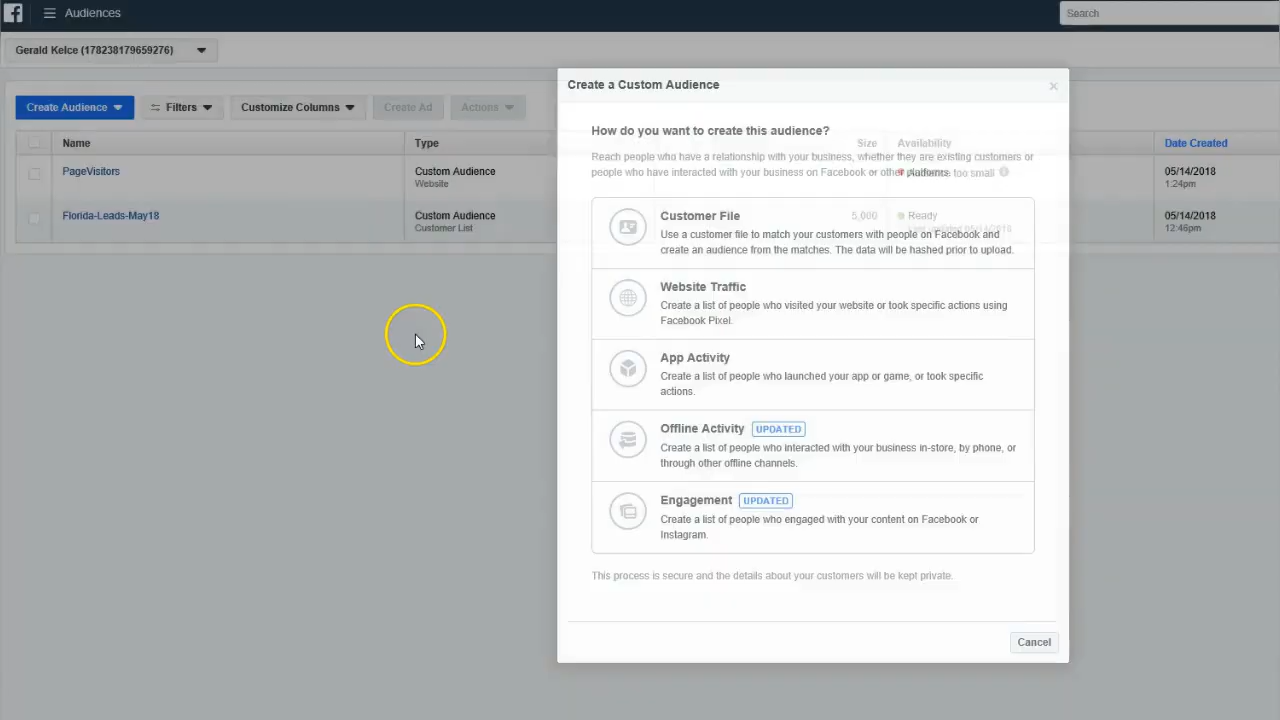 Audiences
Search
Gerald Kelce (178238179659276)
Create Audience
Filters
Customize Columns
Create Ad
Actions
Name
Type
Size
Availability
Date Created
PageVisitors
Custom Audience
Website
Audience too small
05/14/2018
1:24pm
Florida-Leads-May18
Custom Audience
Customer List
5,000
Ready
Last updated 05/14/2018
05/14/2018
12:46pm
Create a Custom Audience
×
How do you want to create this audience?
Reach people who have a relationship with your business, whether they are existing customers or
people who have interacted with your business on Facebook or other platforms.
Customer File
Use a customer file to match your customers with people on Facebook and
create an audience from the matches. The data will be hashed prior to upload.
Website Traffic
Create a list of people who visited your website or took specific actions using
Facebook Pixel.
App Activity
Create a list of people who launched your app or game, or took specific
actions.
Offline Activity UPDATED
Create a list of people who interacted with your business in-store, by phone, or
through other offline channels.
Engagement UPDATED
Create a list of people who engaged with your content on Facebook or
Instagram.
This process is secure and the details about your customers will be kept private.
Cancel